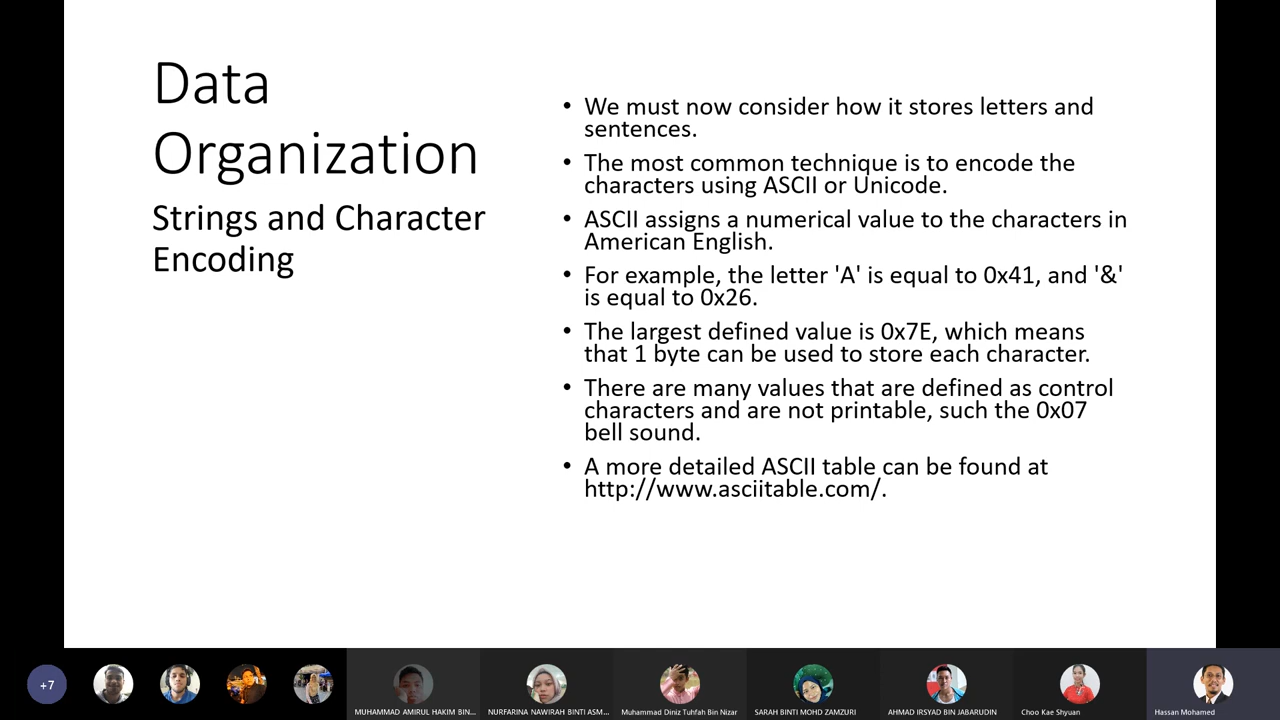 Data
Organization
Strings and Character
Encoding
• We must now consider how it stores letters and
sentences.
• The most common technique is to encode the
characters using ASCII or Unicode.
• ASCII assigns a numerical value to the characters in
American English.
• For example, the letter 'A' is equal to 0x41, and '&'
is equal to 0x26.
• The largest defined value is 0x7E, which means
that 1 byte can be used to store each character.
• There are many values that are defined as control
characters and are not printable, such the 0x07
bell sound.
• A more detailed ASCII table can be found at
http://www.asciitable.com/.
+7
MUHAMMAD AMIRUL HAKIM BIN...
NURFARINA NAWIRAH BINTI ASM...
Muhammad Diniz Tuhfah Bin Nizar
SARAH BINTI MOHD ZAMZURI
AHMAD IRSYAD BIN JABARUDIN
Choo Kae Shyuan
Hassan Mohamed